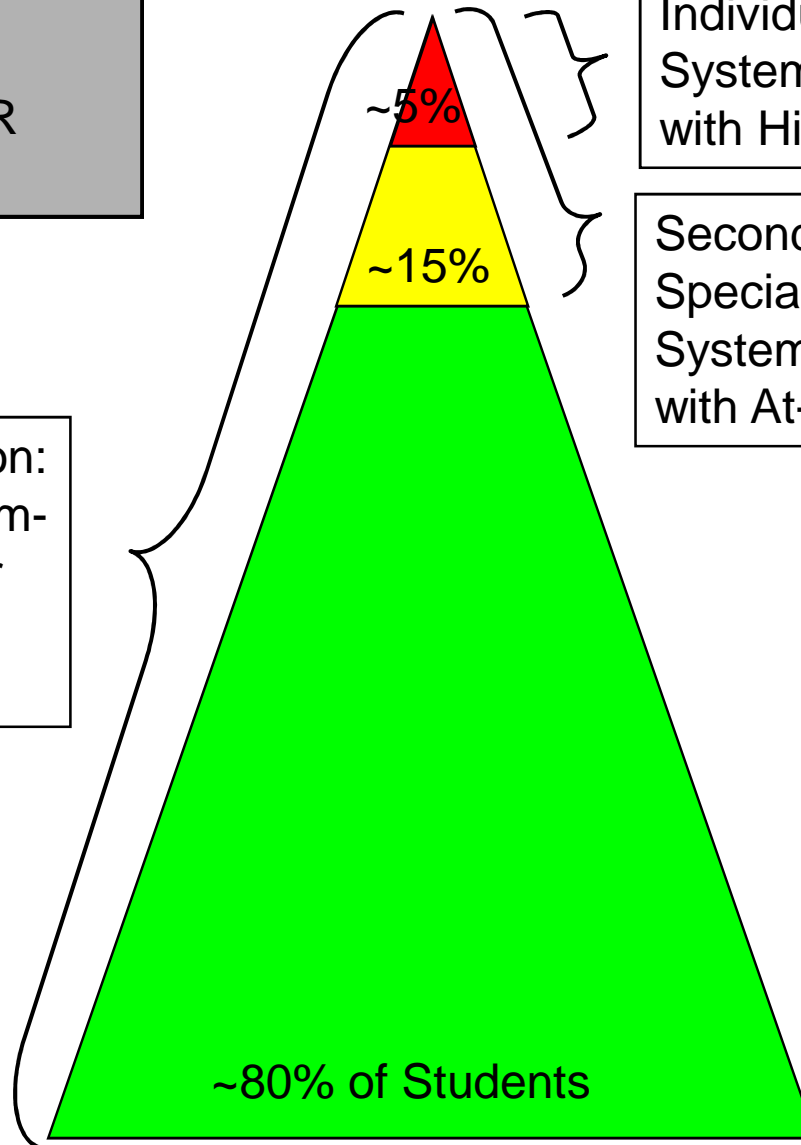 R
Individu
System
with Hi
~5%
Second
Specia
System
with At-
~15%
on:
m-
~80% of Students